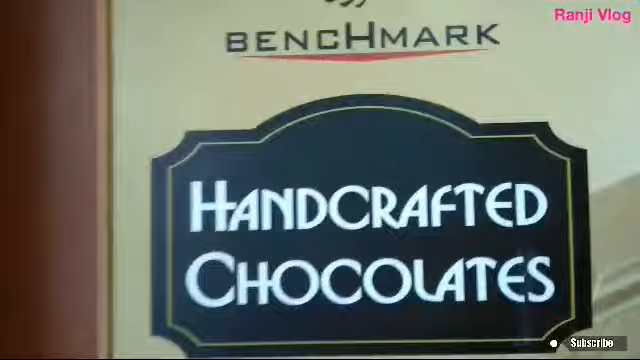 Ranji Vlog
BENCHMARK
HANDCRAFTED
CHOCOLATES
Subscribe